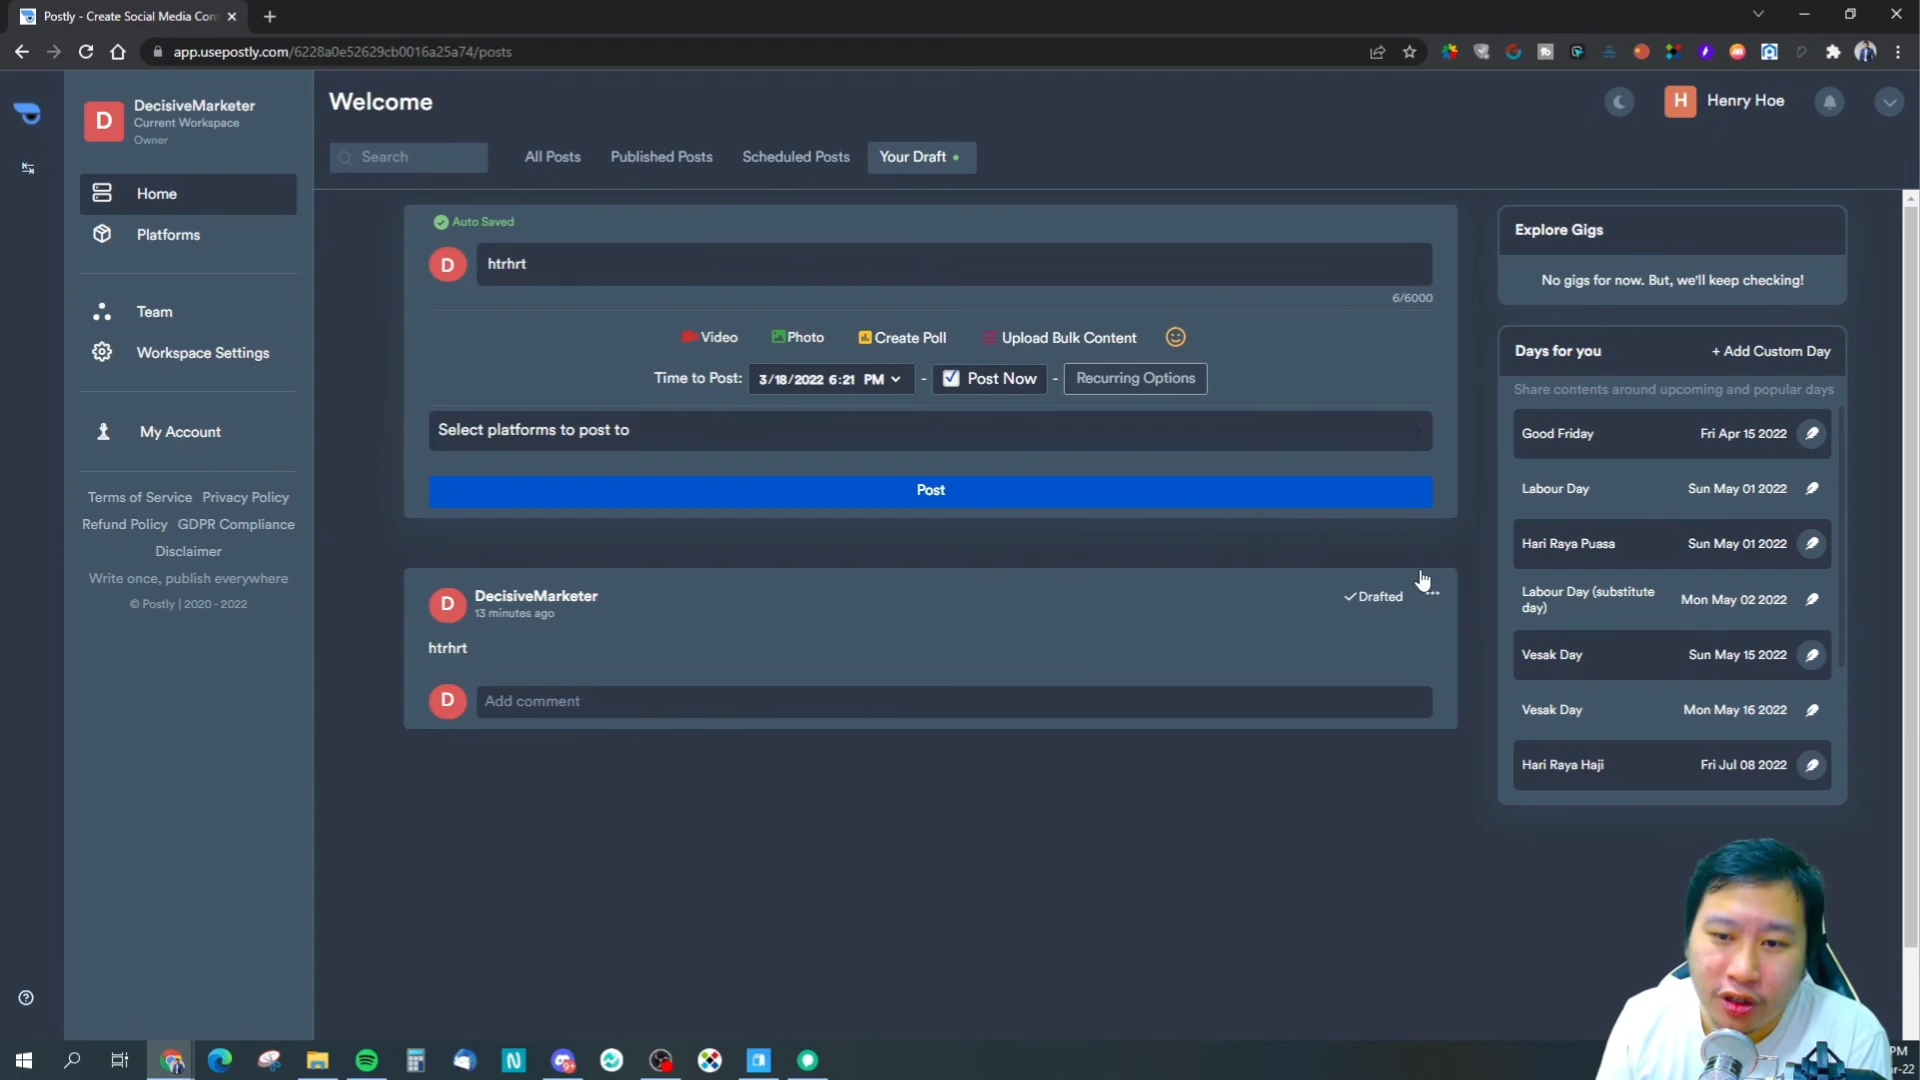 Postly - Create Social Media Con
app.usepostly.com/6228a0e52629cb0016a25a74/posts
D
DecisiveMarketer
Current Workspace
Owner
Home
Platforms
Team
Workspace Settings
My Account
Terms of Service Privacy Policy
Refund Policy GDPR Compliance
Disclaimer
Write once, publish everywhere
© Postly | 2020 - 2022
Welcome
H Henry Hoe
Search
All Posts
Published Posts
Scheduled Posts
Your Draft
Auto Saved
D
htrhrt
6/6000
Video
Photo
Create Poll
Upload Bulk Content
Time to Post: 3/18/2022 6:21 PM - Post Now - Recurring Options
Select platforms to post to
Post
D
DecisiveMarketer
13 minutes ago
Drafted
htrhrt
D
Add comment
Explore Gigs
No gigs for now. But, we'll keep checking!
Days for you + Add Custom Day
Share contents around upcoming and popular days
Good Friday Fri Apr 15 2022
Labour Day Sun May 01 2022
Hari Raya Puasa Sun May 01 2022
Labour Day (substitute
day) Mon May 02 2022
Vesak Day Sun May 15 2022
Vesak Day Mon May 16 2022
Hari Raya Haji Fri Jul 08 2022
PM
r-22